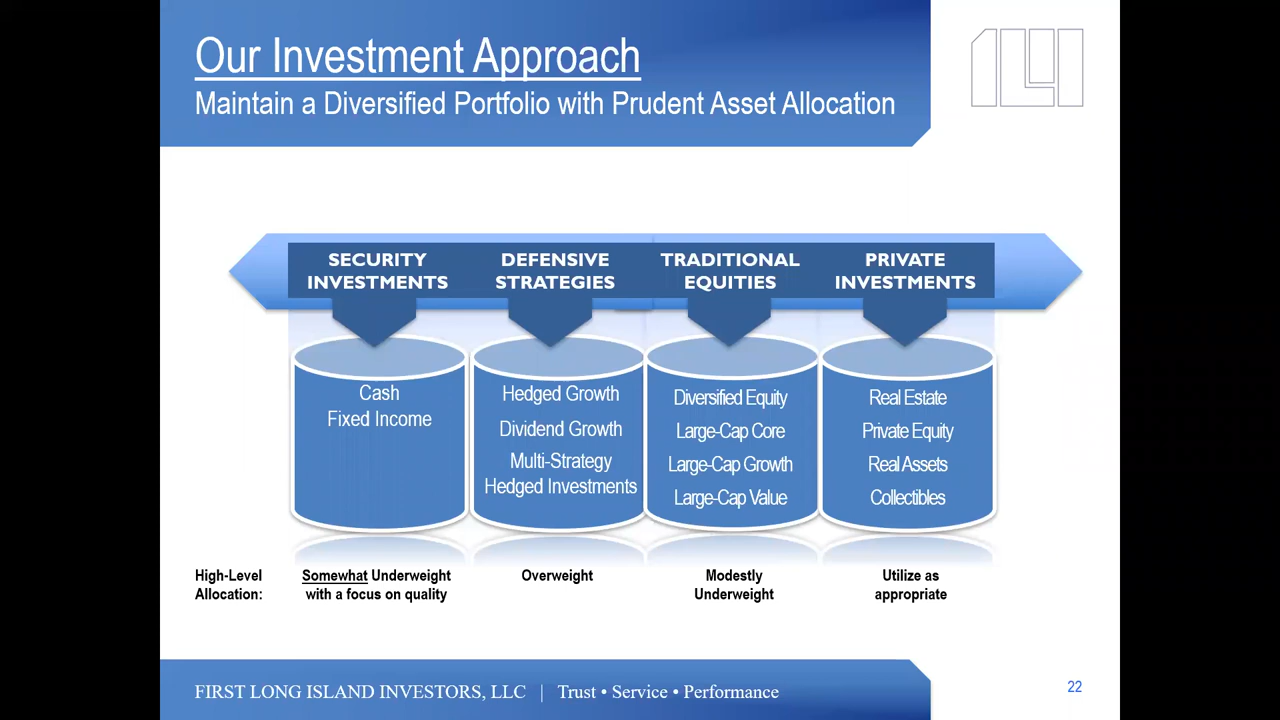 Our Investment Approach
Maintain a Diversified Portfolio with Prudent Asset Allocation
SECURITY
INVESTMENTS
DEFENSIVE
STRATEGIES
TRADITIONAL
EQUITIES
PRIVATE
INVESTMENTS
Cash
Fixed Income
Hedged Growth
Dividend Growth
Multi-Strategy
Hedged Investments
Diversified Equity
Large-Cap Core
Large-Cap Growth
Large-Cap Value
Real Estate
Private Equity
Real Assets
Collectibles
High-Level
Allocation:
Somewhat Underweight
with a focus on quality
Overweight
Modestly
Underweight
Utilize as
appropriate
FIRST LONG ISLAND INVESTORS, LLC | Trust • Service • Performance
22